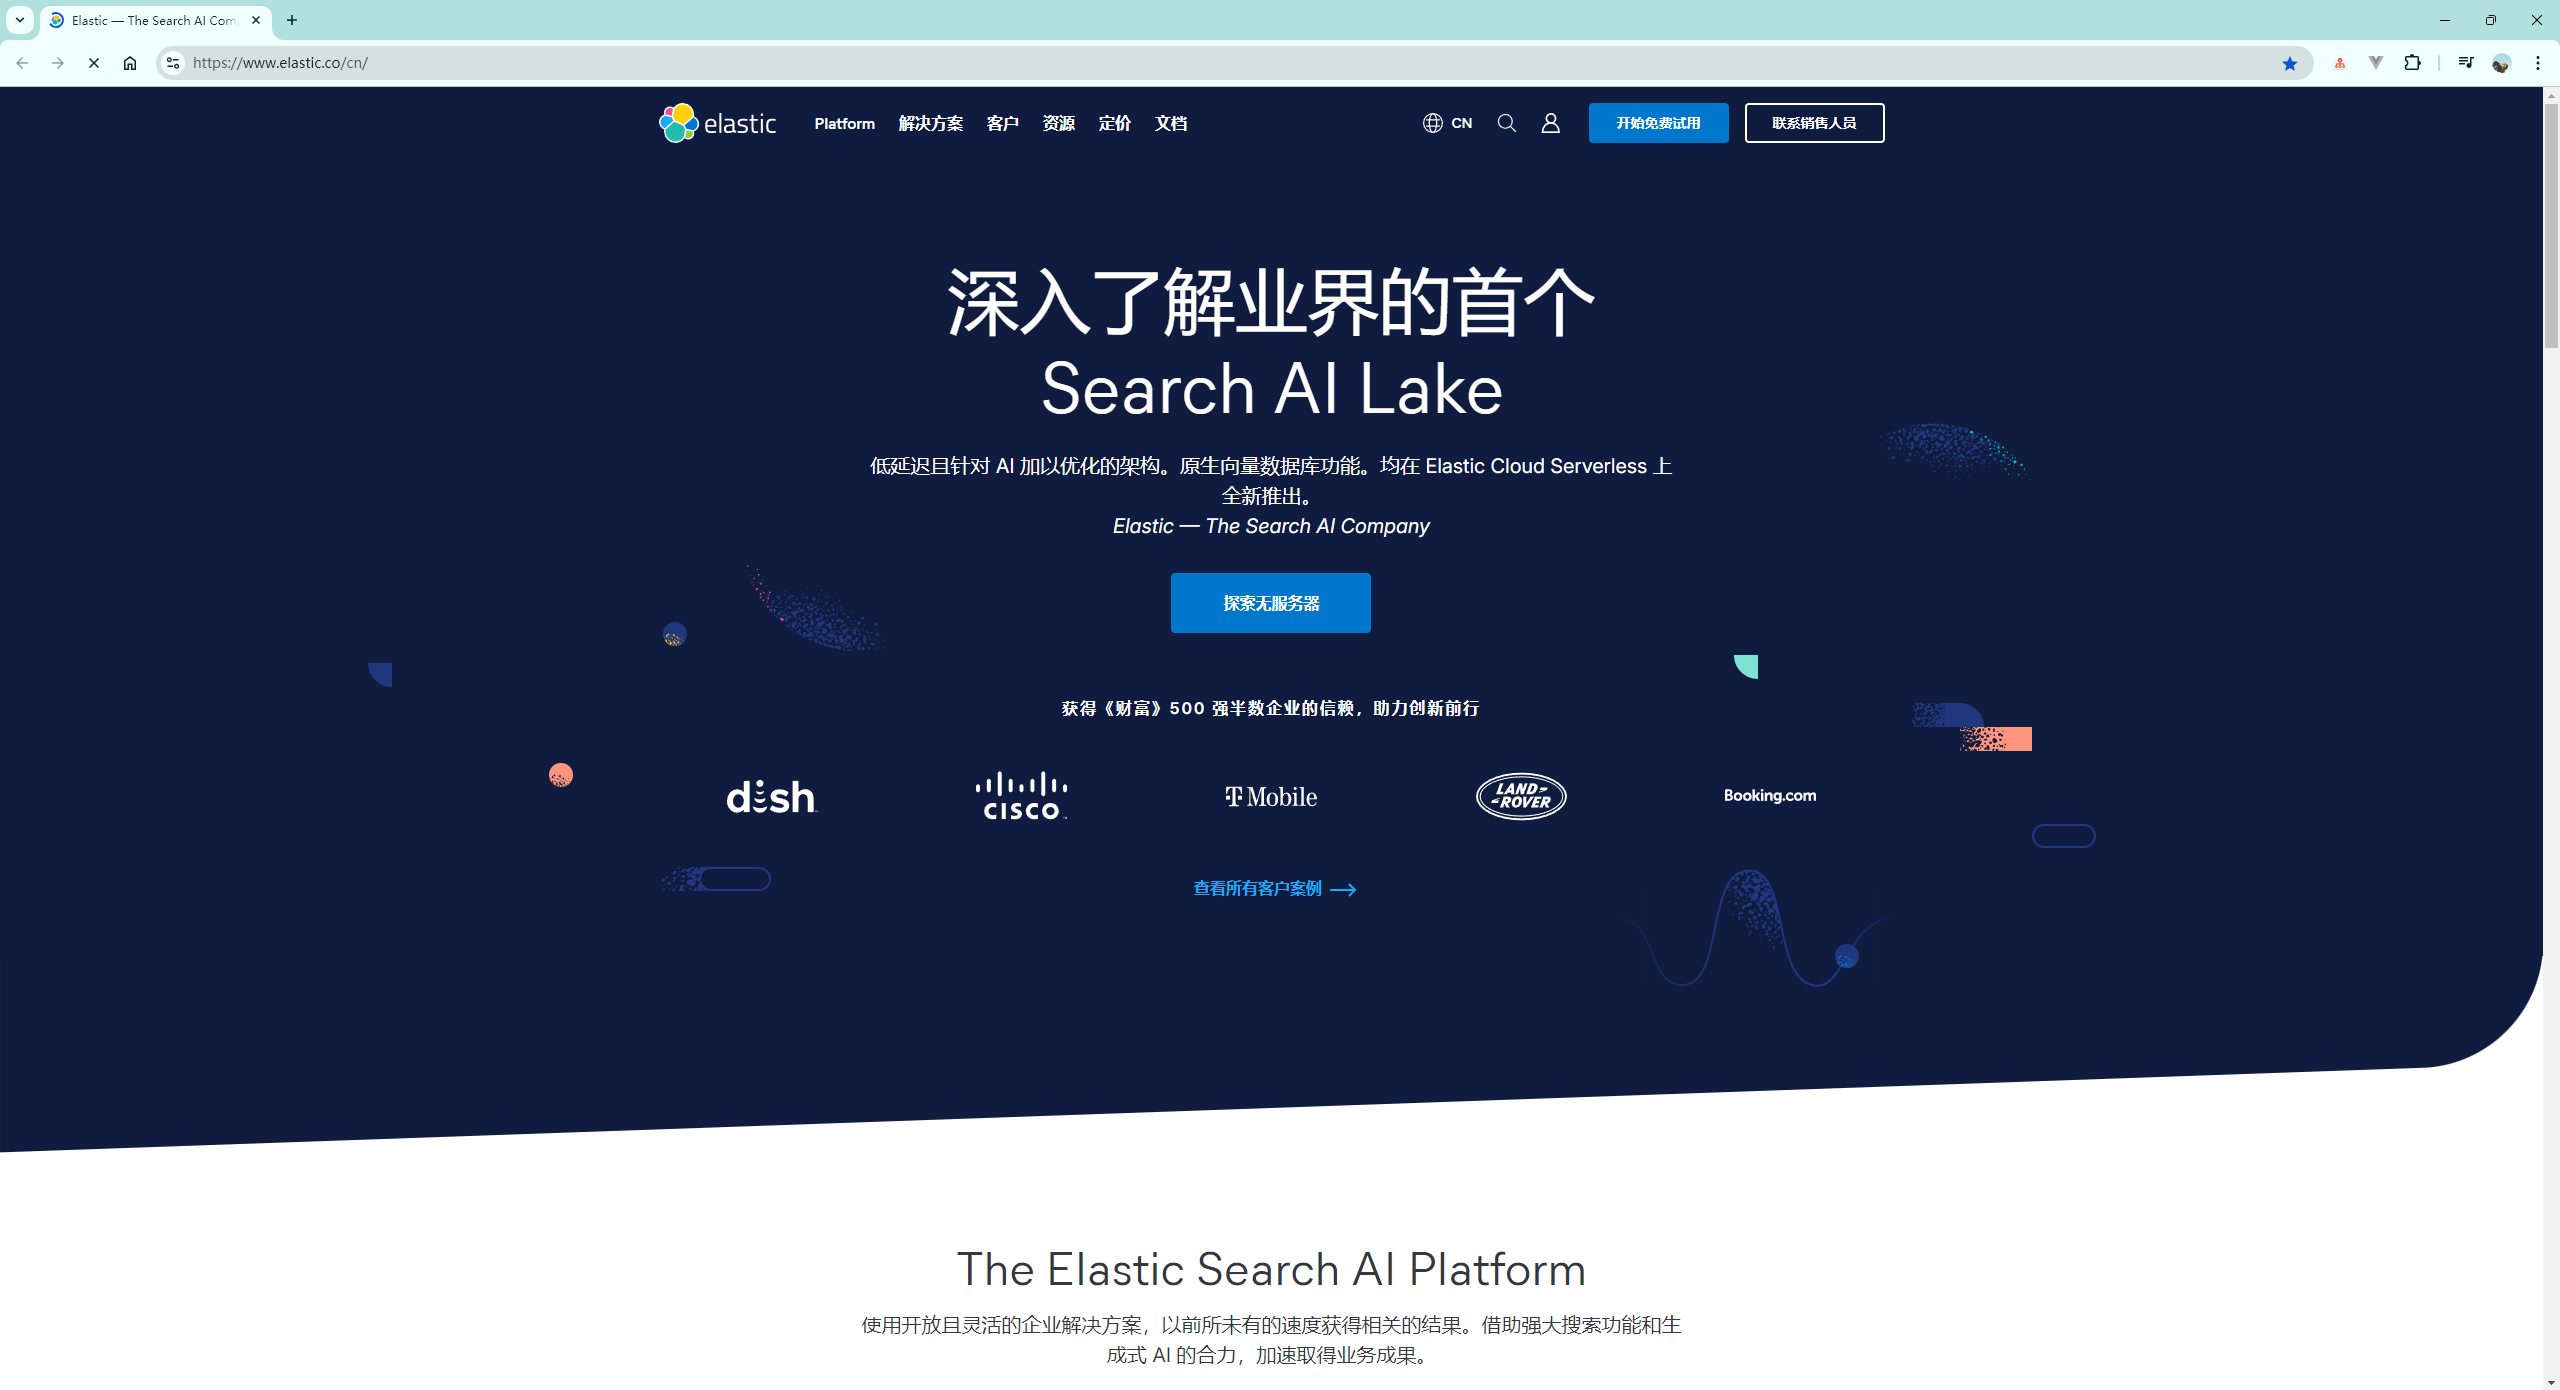 Elastic — The Search AI Com
https://www.elastic.co/cn/
elastic Platform 解决方案 客户 资源 定价 文档 CN 开始免费试用 联系销售人员
深入了解业界的首个
Search AI Lake
低延迟且针对 AI 加以优化的架构。原生向量数据库功能。均在 Elastic Cloud Serverless 上
全新推出。
Elastic — The Search AI Company
探索无服务器
获得《财富》500 强半数企业的信赖，助力创新前行
dish CISCO T Mobile LAND ROVER Booking.com
查看所有客户案例
The Elastic Search AI Platform
使用开放且灵活的企业解决方案，以前所未有的速度获得相关的结果。借助强大搜索功能和生
成式 AI 的合力，加速取得业务成果。